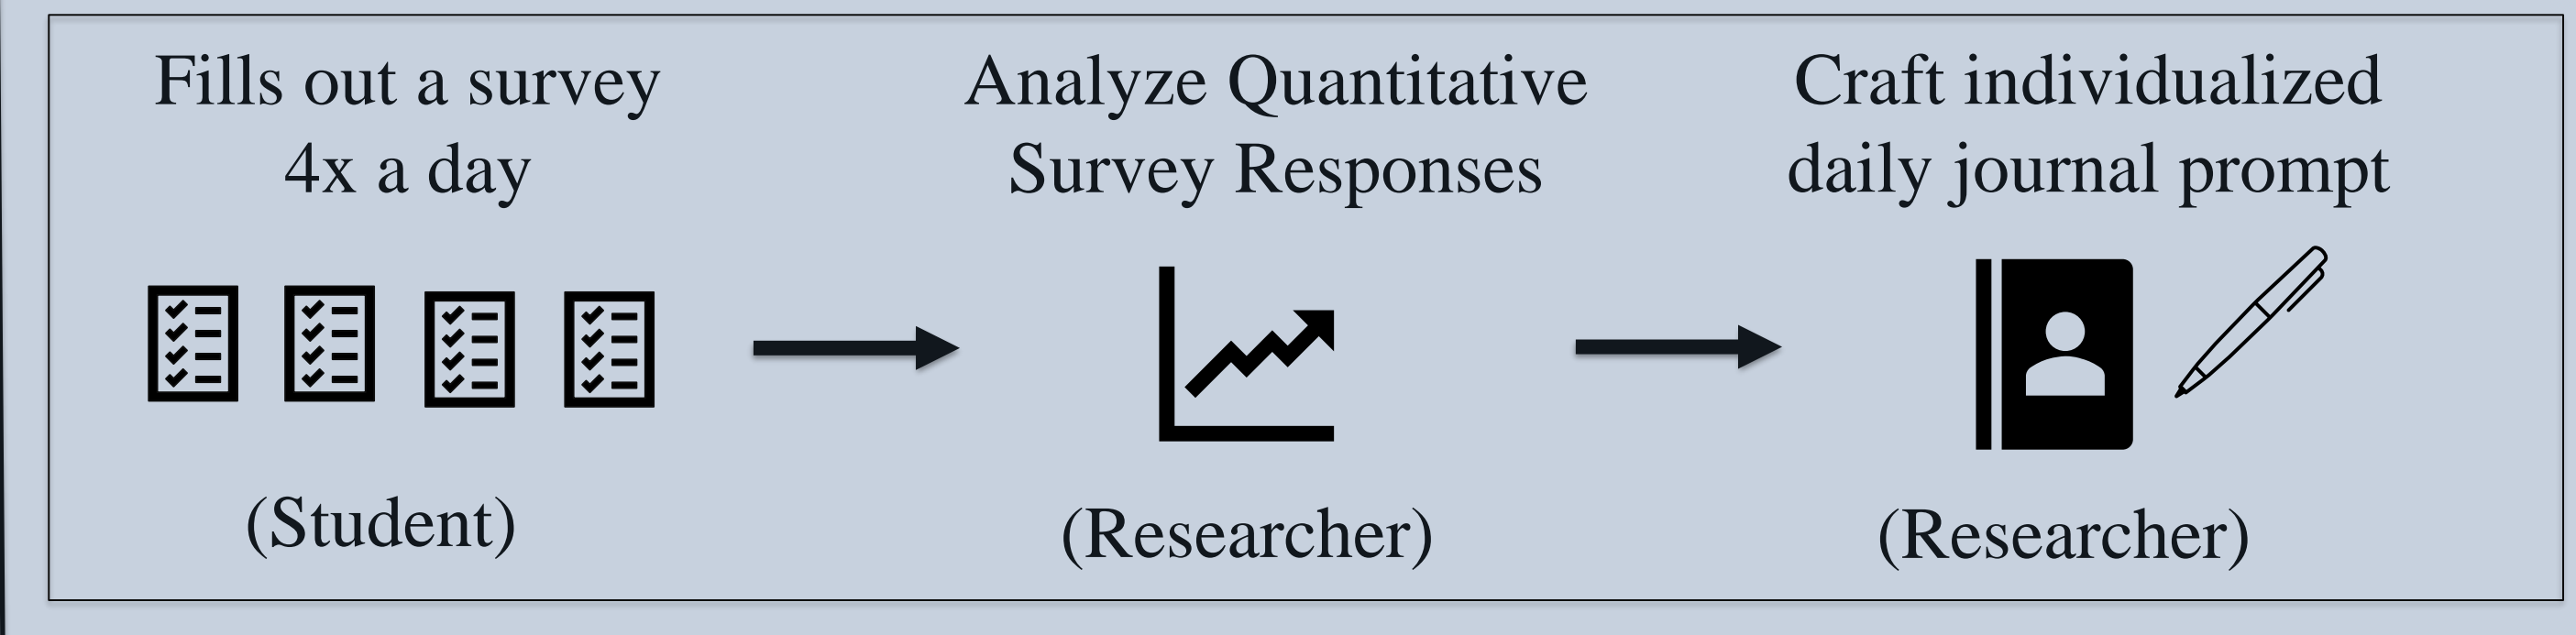 Fills out a survey
4x a day
(Student)
Analyze Quantitative
Survey Responses
(Researcher)
Craft individualized
daily journal prompt
(Researcher)